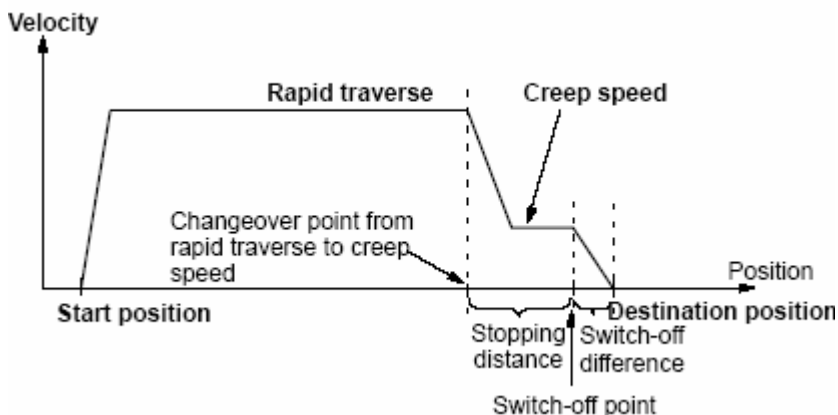 Velocity
Rapid traverse
Creep speed
Changeover point from
rapid traverse to creep
speed
Position
Start position
Destination position
Stopping
distance
Switch-off
difference
Switch-off point